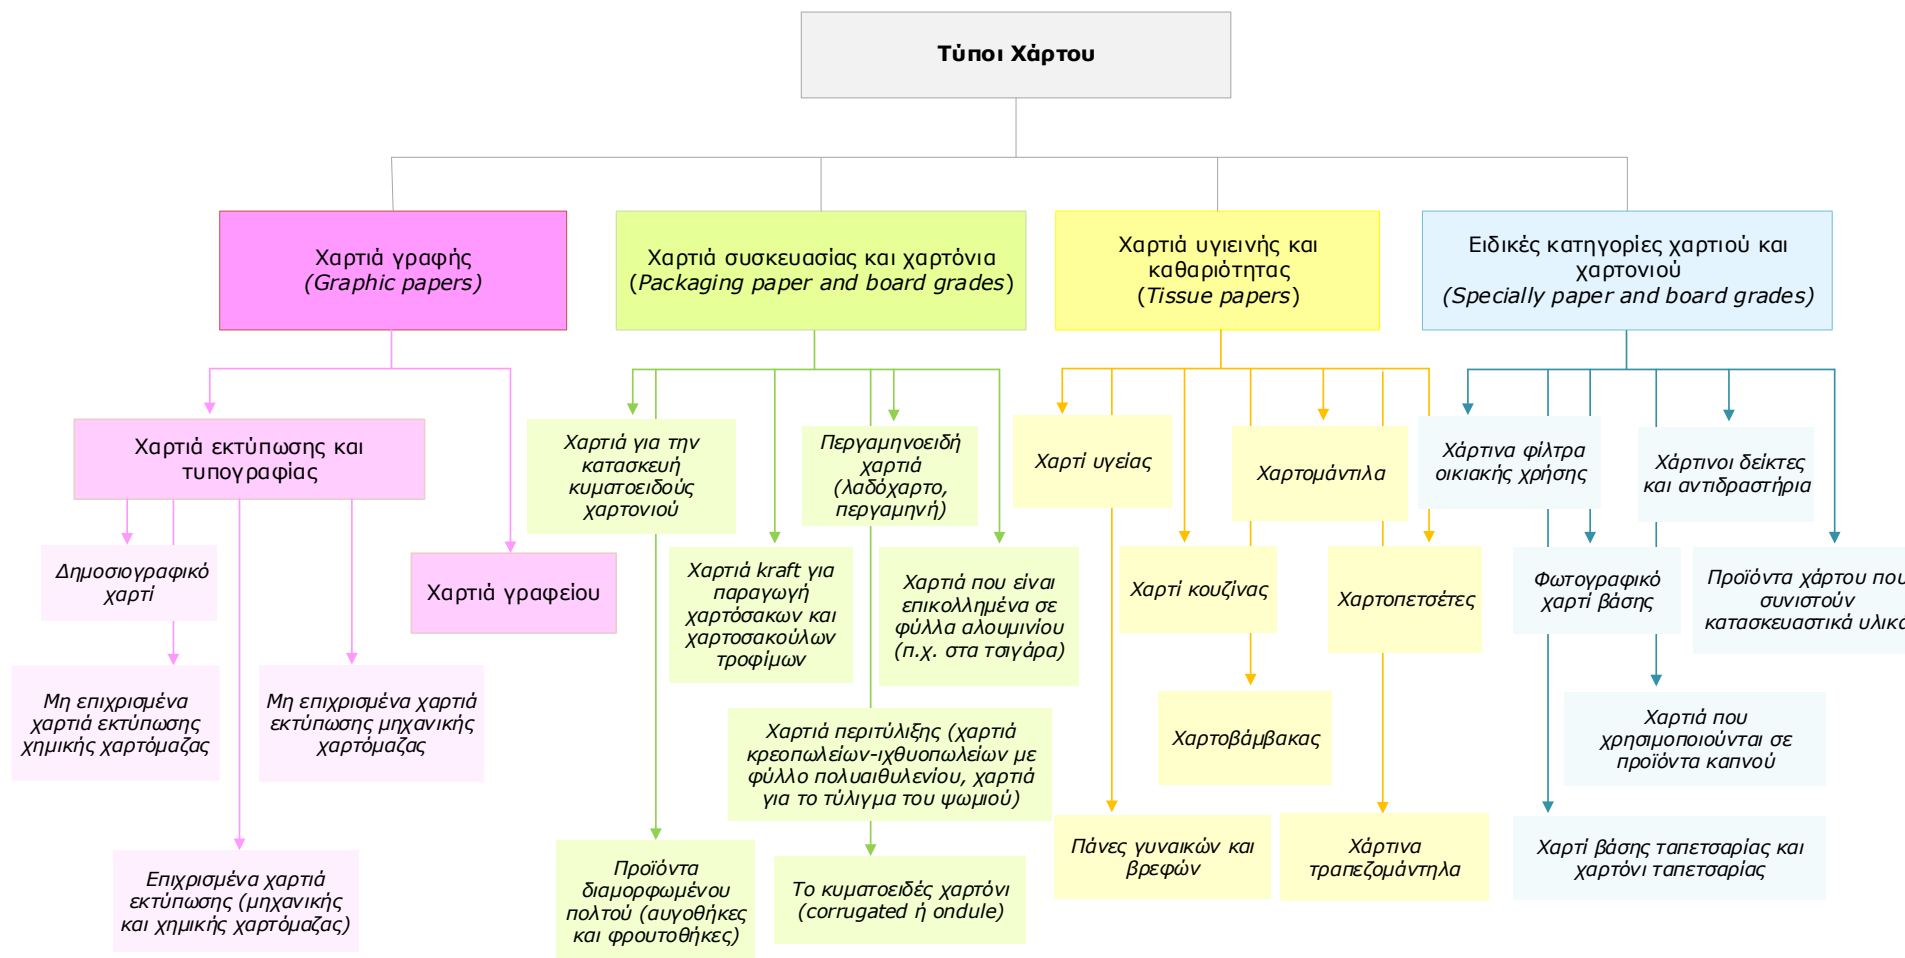 Τύποι Χάρτου
Χαρτιά γραφής
(Graphic papers)
Χαρτιά συσκευασίας και χαρτόνια
(Packaging paper and board grades)
Χαρτιά υγιεινής και
καθαριότητας
(Tissue papers)
Ειδικές κατηγορίες χαρτιού και
χαρτονιού
(Specially paper and board grades)
Χαρτιά εκτύπωσης και
τυπογραφίας
Δημοσιογραφικό
χαρτί
Χαρτιά γραφείου
Μη επιχρισμένα
χαρτιά εκτύπωσης
χημικής χαρτόμαζας
Μη επιχρισμένα χαρτιά
εκτύπωσης μηχανικής
χαρτόμαζας
Επιχρισμένα χαρτιά
εκτύπωσης (μηχανικής
και χημικής χαρτόμαζας)
Χαρτιά για την
κατασκευή
κυματοειδούς
χαρτονιού
Περγαμηνοειδή
χαρτιά
(λαδόχαρτο,
περγαμηνή)
Χαρτιά kraft για
παραγωγή
χαρτόσακων και
χαρτοσακούλων
τροφίμων
Χαρτιά που είναι
επικολλημένα σε
φύλλα αλουμινίου
(π.χ. στα τσιγάρα)
Χαρτιά περιτύλιξης (χαρτιά
κρεοπωλείων-ιχθυοπωλείων με
φύλλο πολυαιθυλενίου, χαρτιά
για το τύλιγμα του ψωμιού)
Προϊόντα
διαμορφωμένου
πολτού (αυγοθήκες
και φρουτοθήκες)
Το κυματοειδές χαρτόνι
(corrugated ή ondule)
Χαρτί υγείας
Χαρτομάντιλα
Χαρτί κουζίνας
Χαρτοπετσέτες
Χαρτοβάμβακας
Πάνες γυναικών και
βρεφών
Χάρτινα
τραπεζομάντηλα
Χάρτινα φίλτρα
οικιακής χρήσης
Χάρτινοι δείκτες
και αντιδραστήρια
Φωτογραφικό
χαρτί βάσης
Προϊόντα χάρτου που
συνιστούν
κατασκευαστικά υλικά
Χαρτιά που
χρησιμοποιούνται σε
προϊόντα καπνού
Χαρτί βάσης ταπετσαρίας και
χαρτόνι ταπετσαρίας